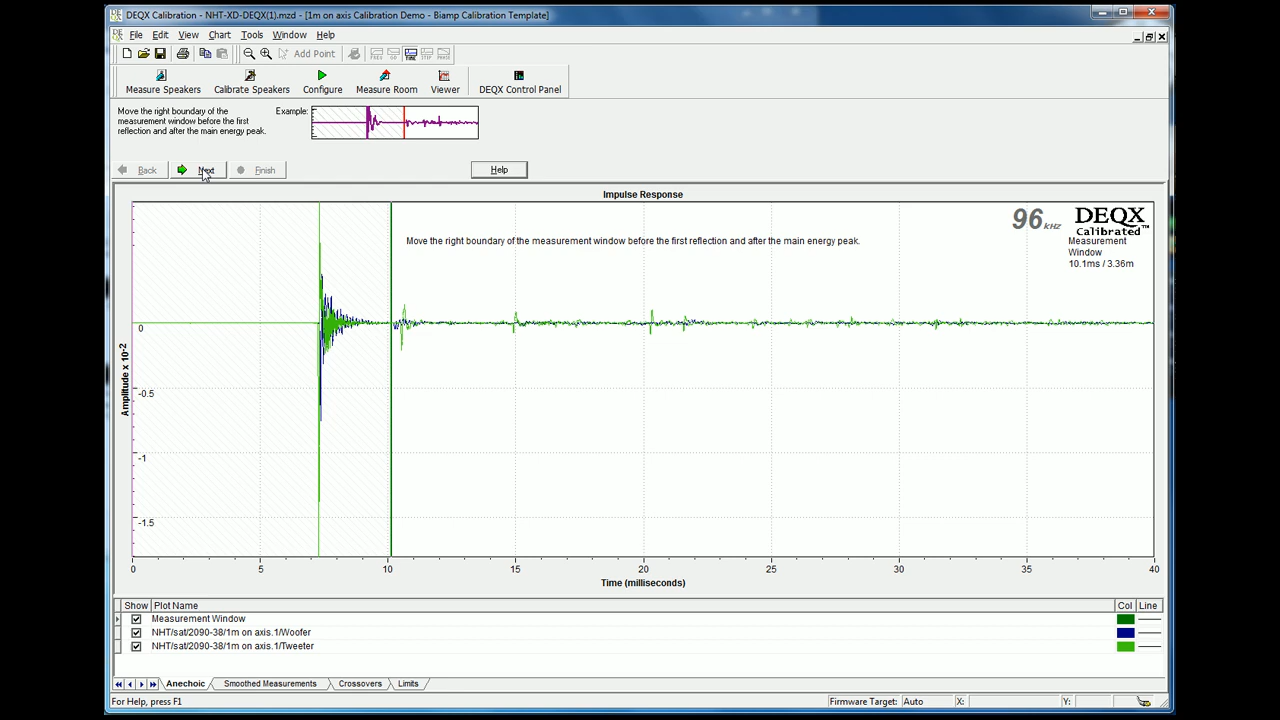 DEQX Calibration - NHT-XD-DEQX(1).mzd - [1m on axis Calibration Demo - Biamp Calibration Template]
File Edit View Chart Tools Window Help
Add Point
Measure Speakers Calibrate Speakers Configure Measure Room Viewer DEQX Control Panel
Move the right boundary of the
measurement window before the first
reflection and after the main energy peak.
Example:
Back Next Finish Help
Impulse Response
96 kHz
DEQX
Calibrated™
Move the right boundary of the measurement window before the first reflection and after the main energy peak.
Measurement
Window
10.1ms / 3.36m
0
-0.5
-1
-1.5
Amplitude x 10-2
0 5 10 15 20 25 30 35 40
Time (milliseconds)
Show Plot Name Col Line
Measurement Window
NHT/sat/2090-38/1m on axis.1/Woofer
NHT/sat/2090-38/1m on axis.1/Tweeter
Anechoic Smoothed Measurements Crossovers Limits
For Help, press F1 Firmware Target: Auto X: Y: